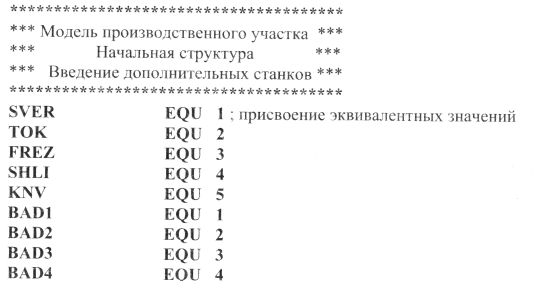 ****************************************
*** Модель производственного участка ***
*** Начальная структура ***
*** Введение дополнительных станков ***
****************************************
SVER EQU 1 ; присвоение эквивалентных значений
TOK EQU 2
FREZ EQU 3
SHLI EQU 4
KNV EQU 5
BAD1 EQU 1
BAD2 EQU 2
BAD3 EQU 3
BAD4 EQU 4